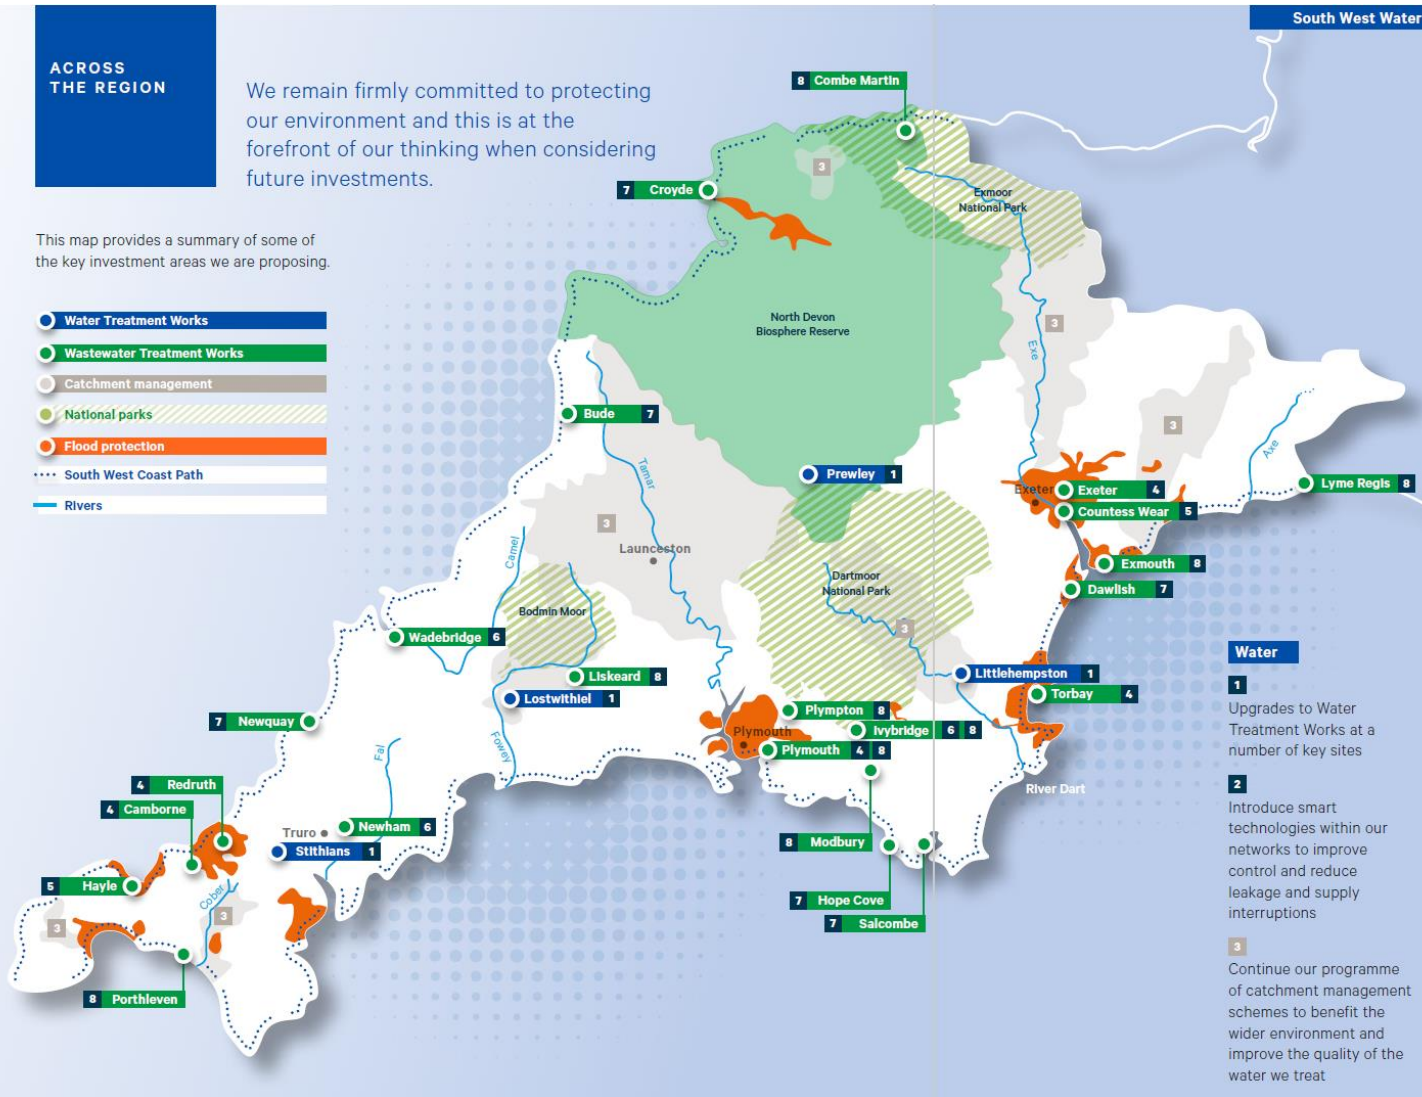 South West Water
ACROSS
THE REGION
We remain firmly committed to protecting
our environment and this is at the
forefront of our thinking when considering
future investments.
This map provides a summary of some of
the key investment areas we are proposing.
Water Treatment Works
Wastewater Treatment Works
Catchment management
National parks
Flood protection
South West Coast Path
Rivers
8 Combe Martin
3
7 Croyde
Exmoor
National Park
North Devon
Biosphere Reserve
3
Exe
Bude 7
3
Axe
Tamar
Prewley 1
Lyme Regis 8
Exeter
Exeter 4
Countess Wear 5
3
Launceston
Camel
Exmouth 8
Dartmoor
National Park
Dawlish 7
Bodmin Moor
3
Wadebridge 6
Liskeard 8
Littlehempston 1
Lostwithiel 1
Torbay 4
7 Newquay
Plympton 8
Plymouth
Ivybridge 6 8
Plymouth 4 8
Fal
Fowey
River Dart
4 Redruth
4 Camborne
Truro
Newham 6
Stithians 1
8 Modbury
5 Hayle
Cober
7 Hope Cove
3
3
7 Salcombe
8 Porthleven
Water
1
Upgrades to Water
Treatment Works at a
number of key sites
2
Introduce smart
technologies within our
networks to improve
control and reduce
leakage and supply
interruptions
3
Continue our programme
of catchment management
schemes to benefit the
wider environment and
improve the quality of the
water we treat